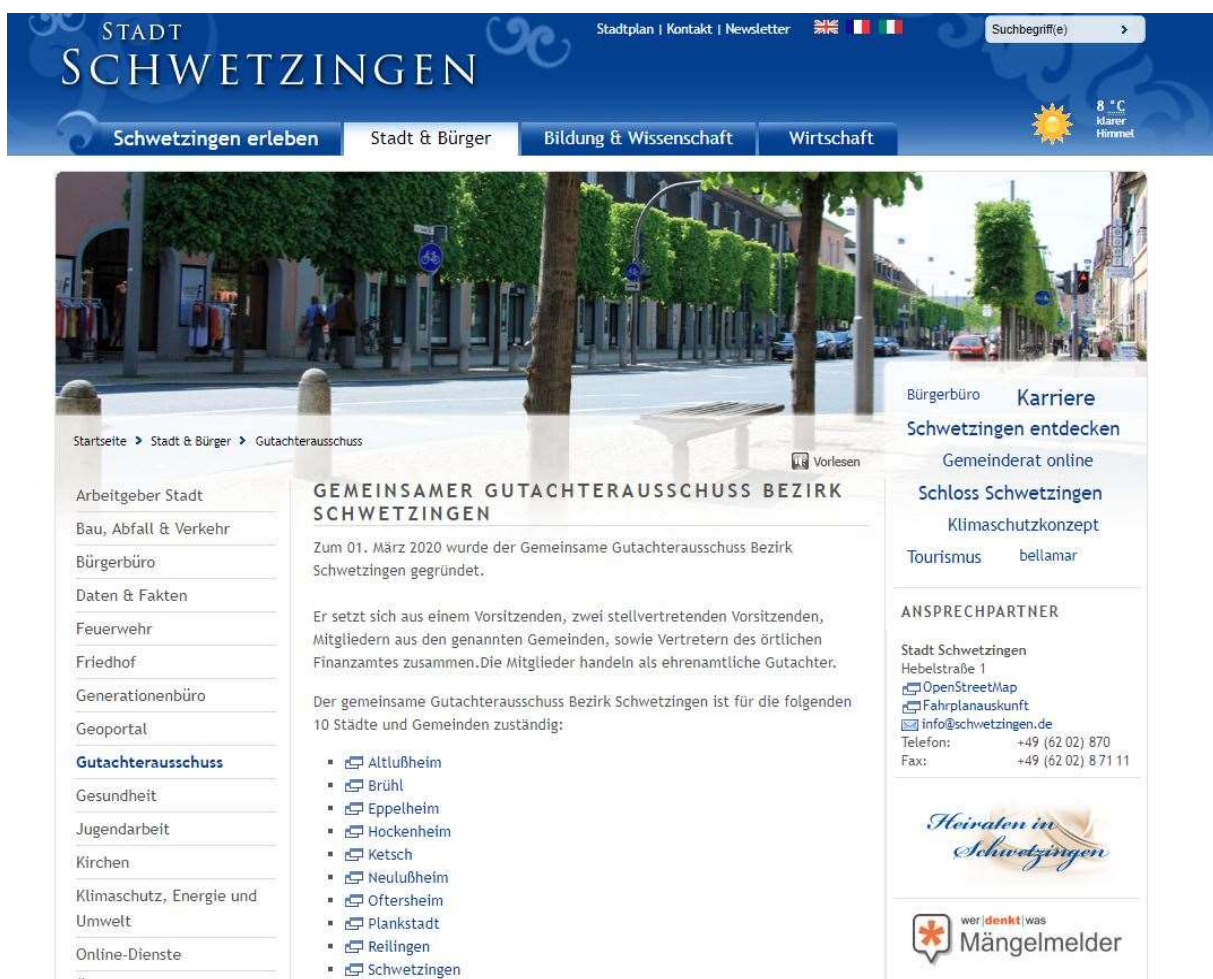 STADT
SCHWETZINGEN
Stadtplan | Kontakt | Newsletter
Suchbegriff(e)
8 °C
klarer
Himmel
Schwetzingen erleben
Stadt & Bürger
Bildung & Wissenschaft
Wirtschaft
Startseite > Stadt & Bürger > Gutachterausschuss
Vorlesen
Arbeitgeber Stadt
Bau, Abfall & Verkehr
Bürgerbüro
Daten & Fakten
Feuerwehr
Friedhof
Generationenbüro
Geoportal
Gutachterausschuss
Gesundheit
Jugendarbeit
Kirchen
Klimaschutz, Energie und
Umwelt
Online-Dienste
GEMEINSAMER GUTACHTERAUSSCHUSS BEZIRK
SCHWETZINGEN
Zum 01. März 2020 wurde der Gemeinsame Gutachterausschuss Bezirk
Schwetzingen gegründet.
Er setzt sich aus einem Vorsitzenden, zwei stellvertretenden Vorsitzenden,
Mitgliedern aus den genannten Gemeinden, sowie Vertretern des örtlichen
Finanzamtes zusammen.Die Mitglieder handeln als ehrenamtliche Gutachter.
Der gemeinsame Gutachterausschuss Bezirk Schwetzingen ist für die folgenden
10 Städte und Gemeinden zuständig:
Altlußheim
Brühl
Eppelheim
Hockenheim
Ketsch
Neulußheim
Oftersheim
Plankstadt
Reilingen
Schwetzingen
Bürgerbüro Karriere
Schwetzingen entdecken
Gemeinderat online
Schloss Schwetzingen
Klimaschutzkonzept
Tourismus bellamar
ANSPRECHPARTNER
Stadt Schwetzingen
Hebelstraße 1
OpenStreetMap
Fahrplanauskunft
info@schwetzingen.de
Telefon: +49 (62 02) 870
Fax: +49 (62 02) 8 71 11
Heiraten in
Schwetzingen
wer|denkt|was
Mängelmelder